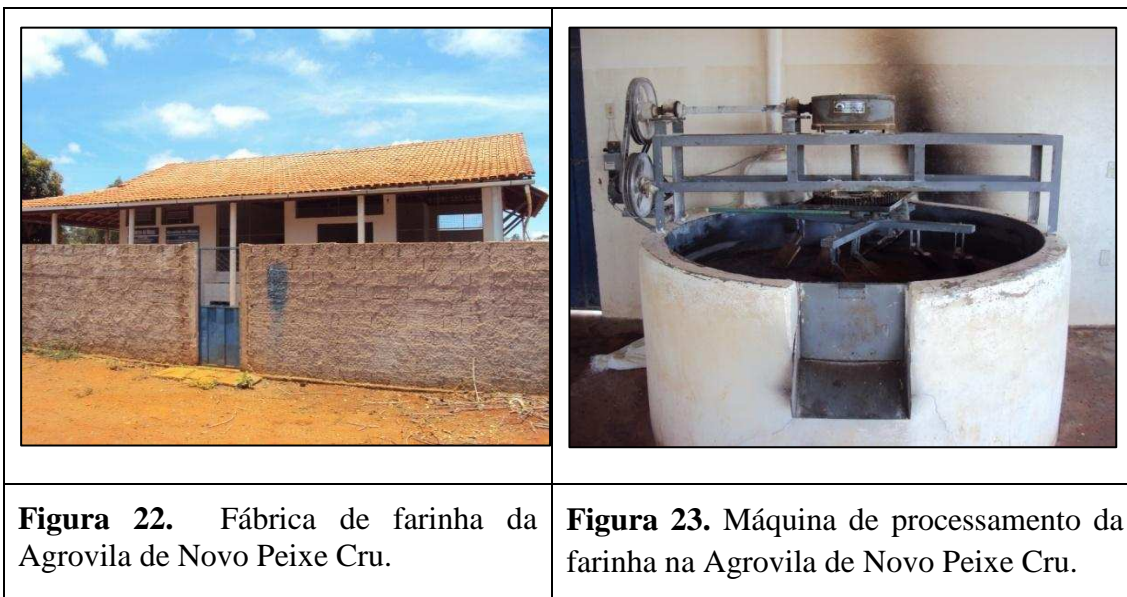 Figura 22. Fábrica de farinha da
Agrovila de Novo Peixe Cru.
Figura 23. Máquina de processamento da
farinha na Agrovila de Novo Peixe Cru.